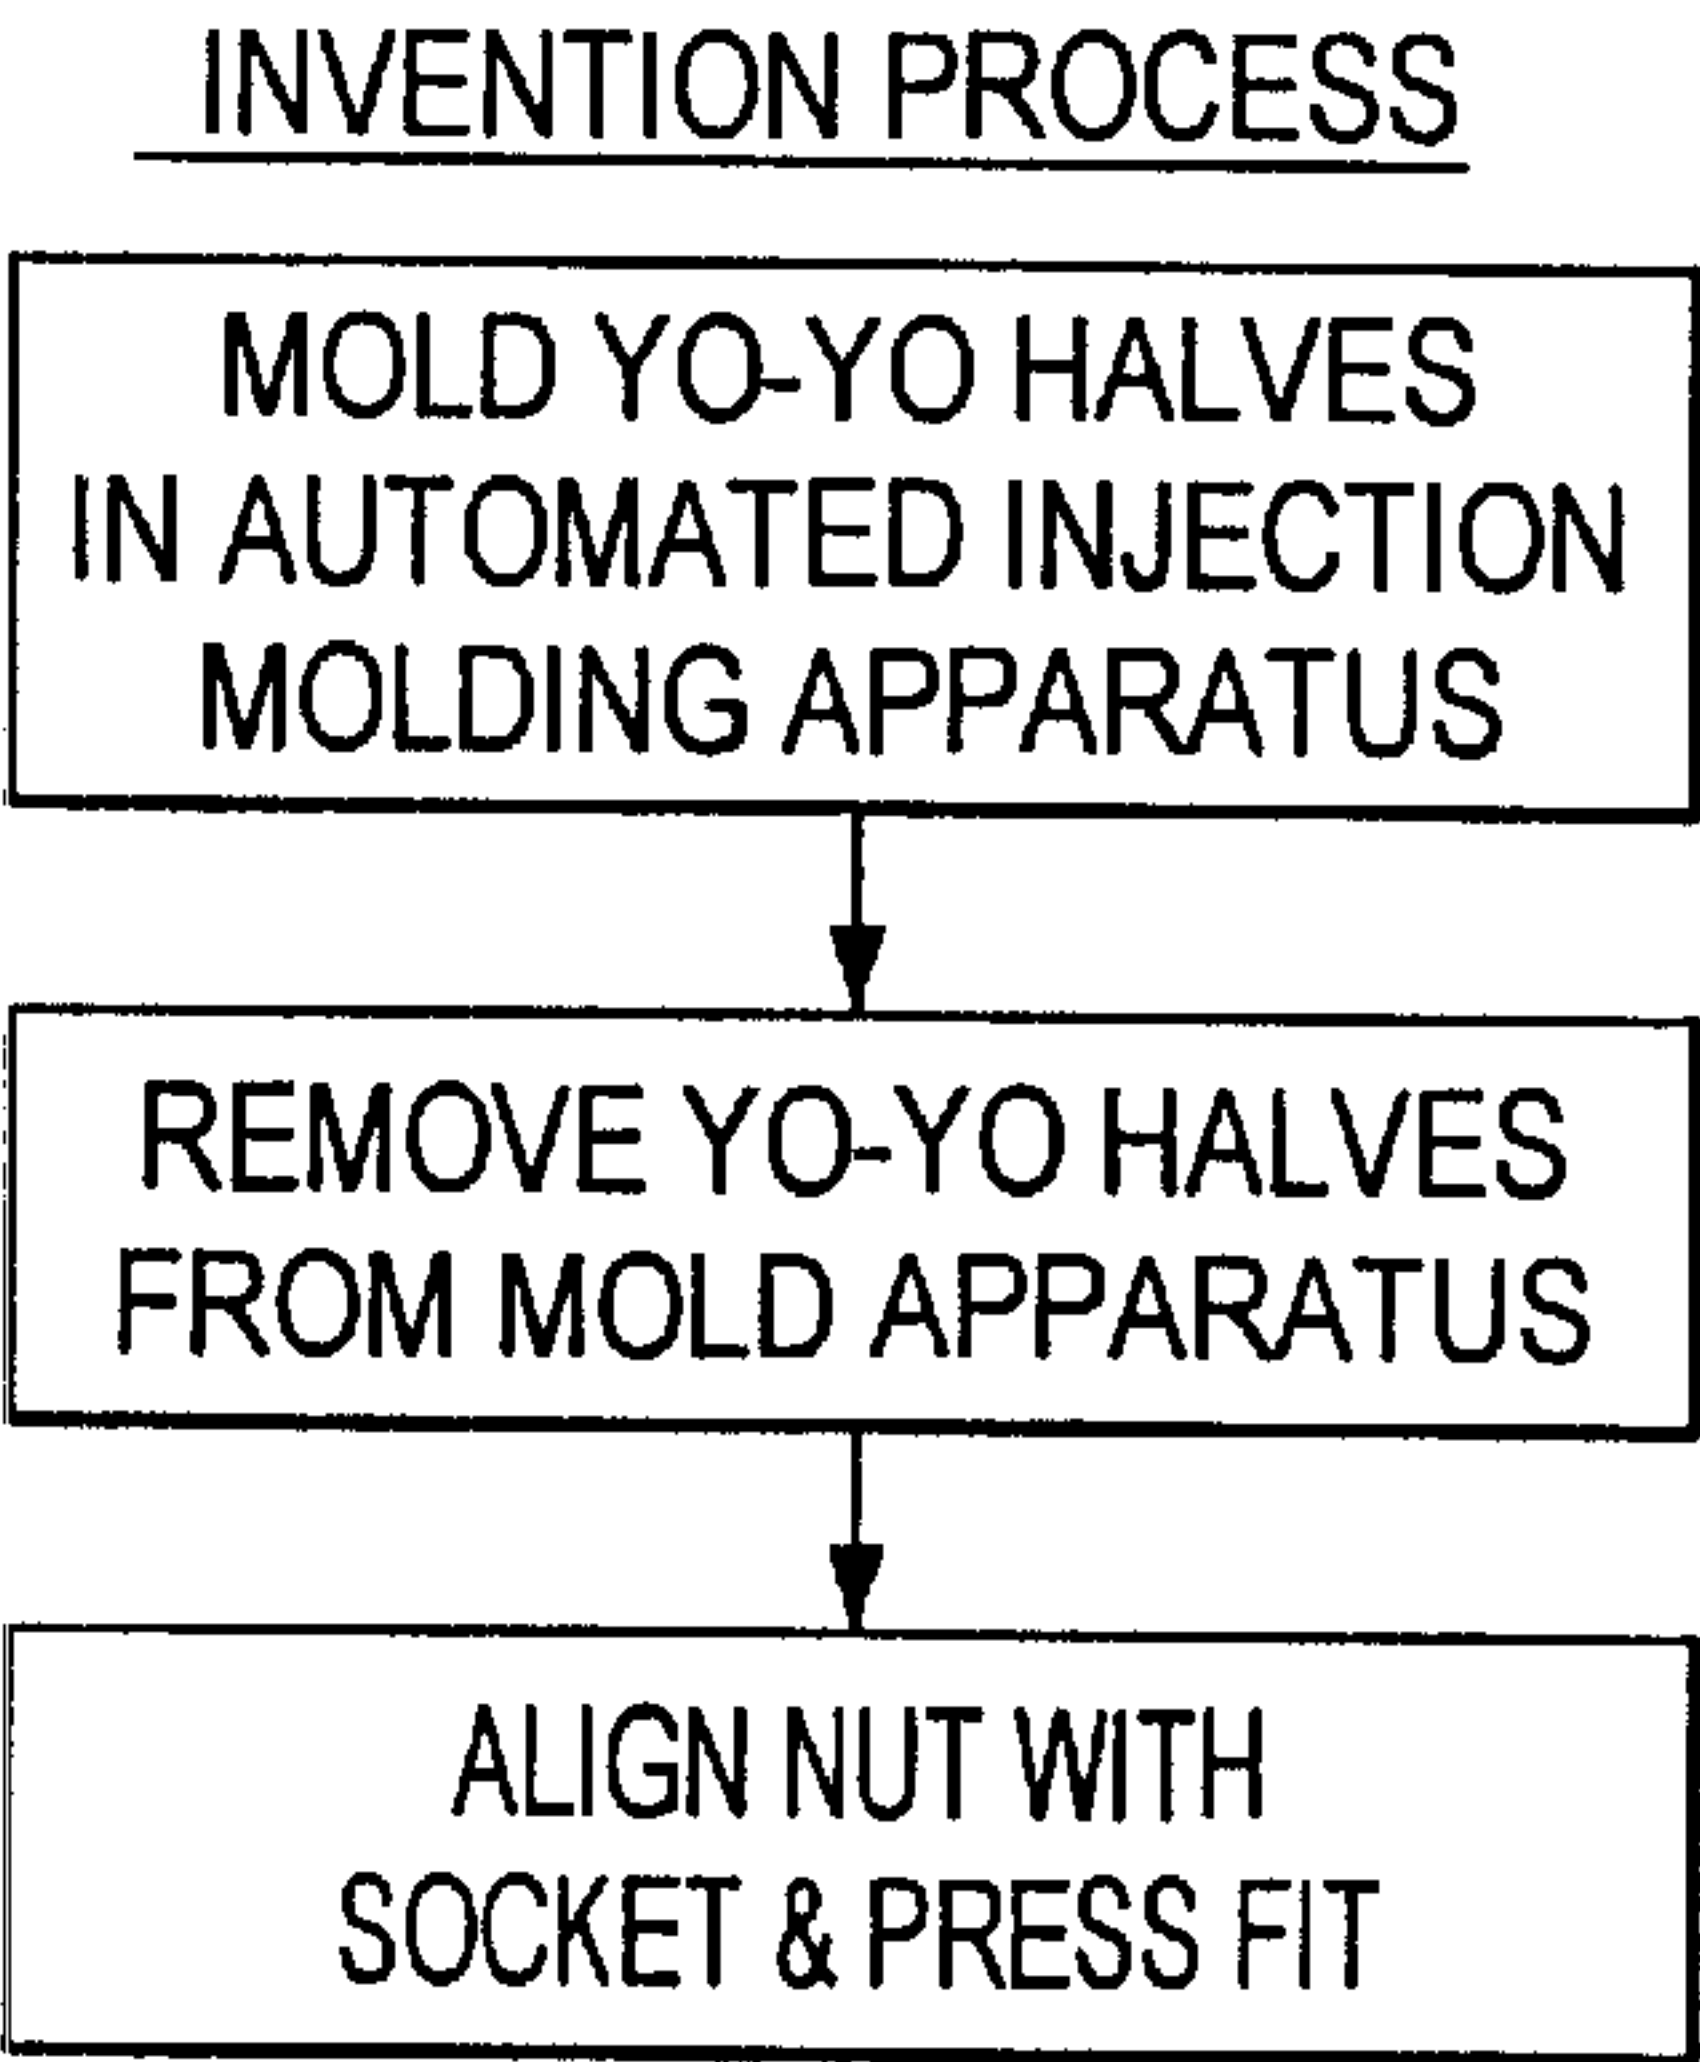 INVENTION PROCESS
MOLD YO-YO HALVES
IN AUTOMATED INJECTION
MOLDING APPARATUS
REMOVE YO-YO HALVES
FROM MOLD APPARATUS
ALIGN NUT WITH
SOCKET & PRESS FIT